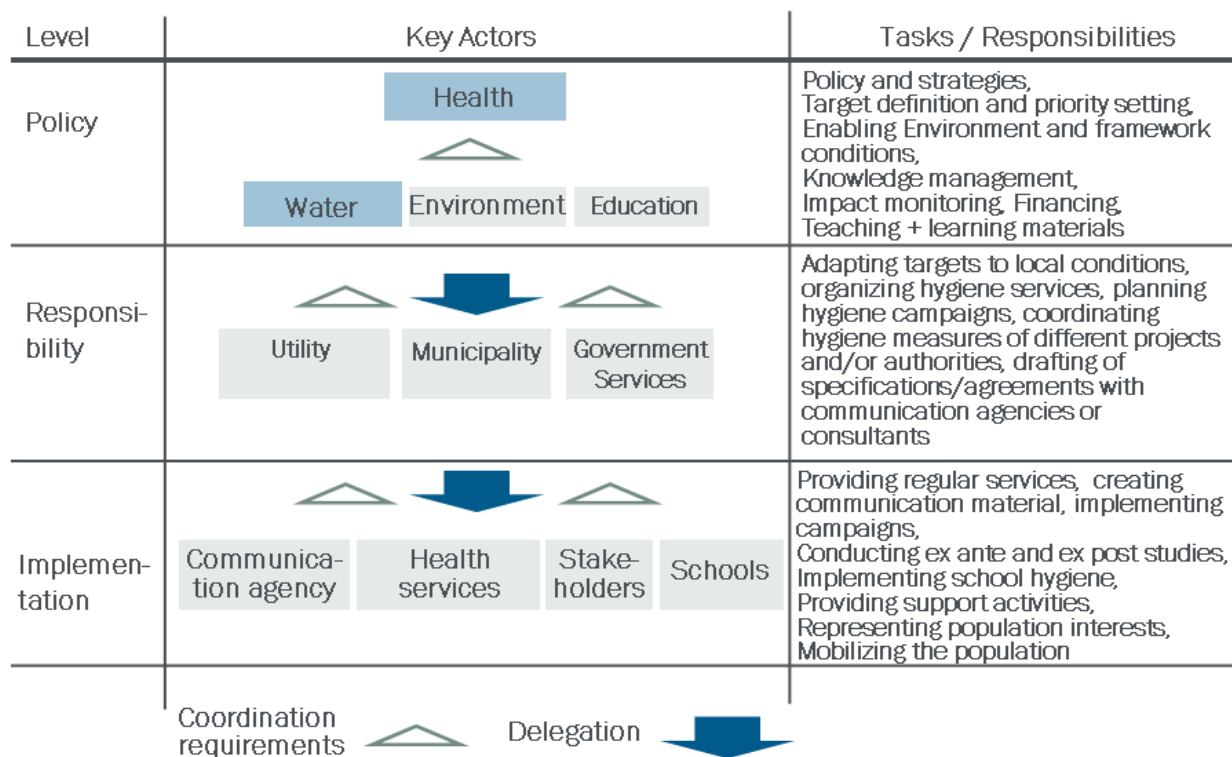 Level
Key Actors
Tasks / Responsibilities
Policy
Health
Water
Environment
Education
Policy and strategies,
Target definition and priority setting,
Enabling Environment and framework
conditions,
Knowledge management,
Impact monitoring, Financing,
Teaching + learning materials
Responsi-
bility
Utility
Municipality
Government
Services
Adapting targets to local conditions,
organizing hygiene services, planning
hygiene campaigns, coordinating
hygiene measures of different projects
and/or authorities, drafting of
specifications/agreements with
communication agencies or
consultants
Implemen-
tation
Communica-
tion agency
Health
services
Stake-
holders
Schools
Providing regular services, creating
communication material, implementing
campaigns,
Conducting ex ante and ex post studies,
Implementing school hygiene,
Providing support activities,
Representing population interests,
Mobilizing the population
Coordination
requirements
Delegation